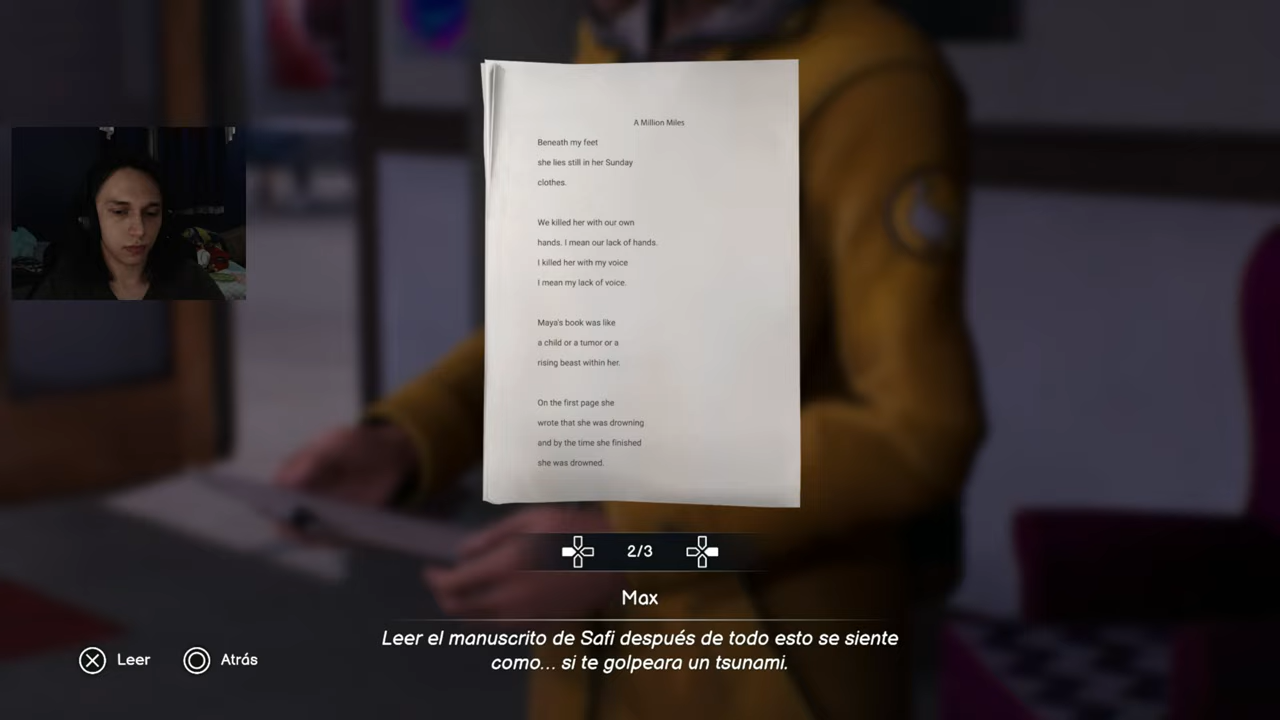 A Million Miles
Beneath my feet
she lies still in her Sunday
clothes.
We killed her with our own
hands. I mean our lack of hands.
I killed her with my voice
I mean my lack of voice.
Maya's book was like
a child or a tumor or a
rising beast within her.
On the first page she
wrote that she was drowning
and by the time she finished
she was drowned.
2/3
Max
Leer el manuscrito de Safi después de todo esto se siente
como... si te golpeara un tsunami.
Leer
Atrás